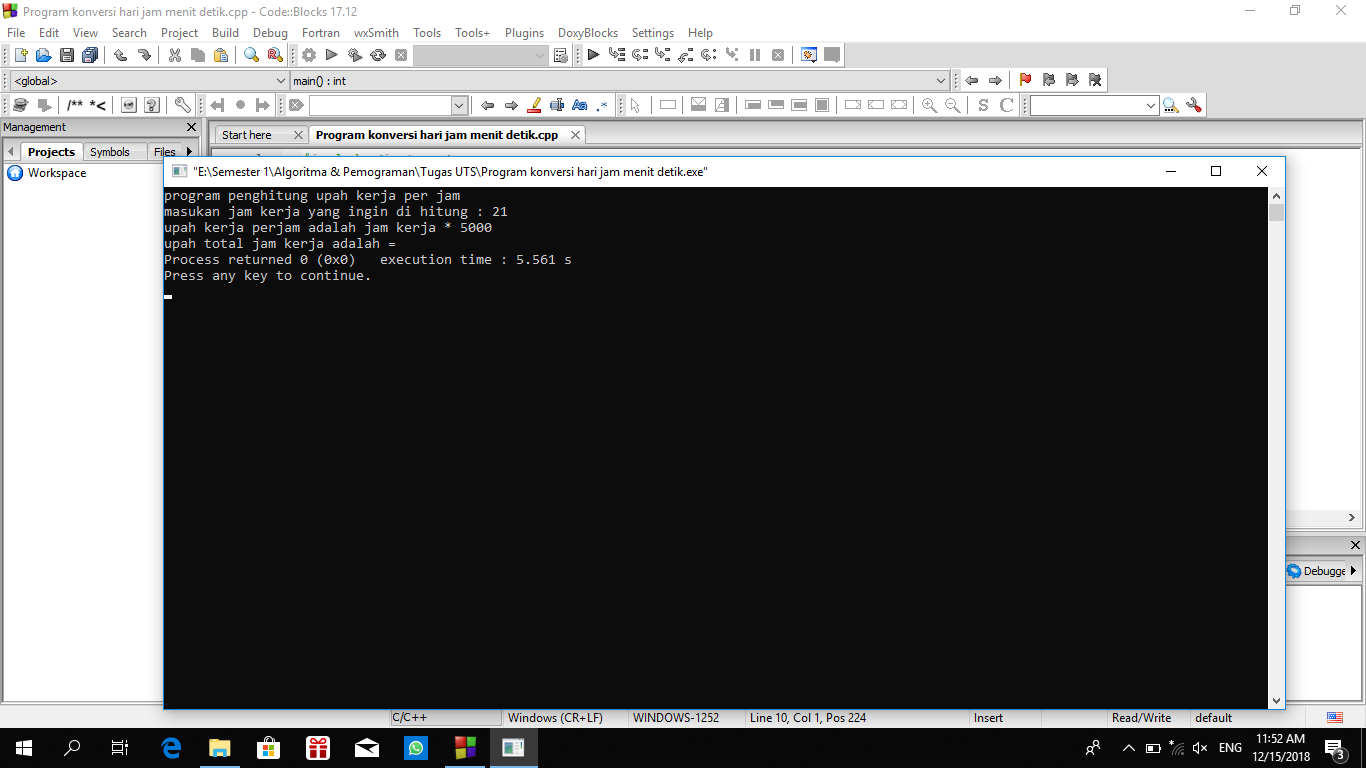 Program konversi hari jam menit detik.cpp - Code::Blocks 17.12
File Edit View Search Project Build Debug Fortran wxSmith Tools Tools+ Plugins DoxyBlocks Settings Help
<global> main() : int
/** *< Aa .* S C
Management
Start here Program konversi hari jam menit detik.cpp
Projects Symbols Files
Workspace
"E:\Semester 1\Algoritma & Pemograman\Tugas UTS\Program konversi hari jam menit detik.exe"
program penghitung upah kerja per jam
masukan jam kerja yang ingin di hitung : 21
upah kerja perjam adalah jam kerja * 5000
upah total jam kerja adalah =
Process returned 0 (0x0) execution time : 5.561 s
Press any key to continue.
Debugge
C/C++ Windows (CR+LF) WINDOWS-1252 Line 10, Col 1, Pos 224 Insert Read/Write default
ENG 11:52 AM
12/15/2018 3